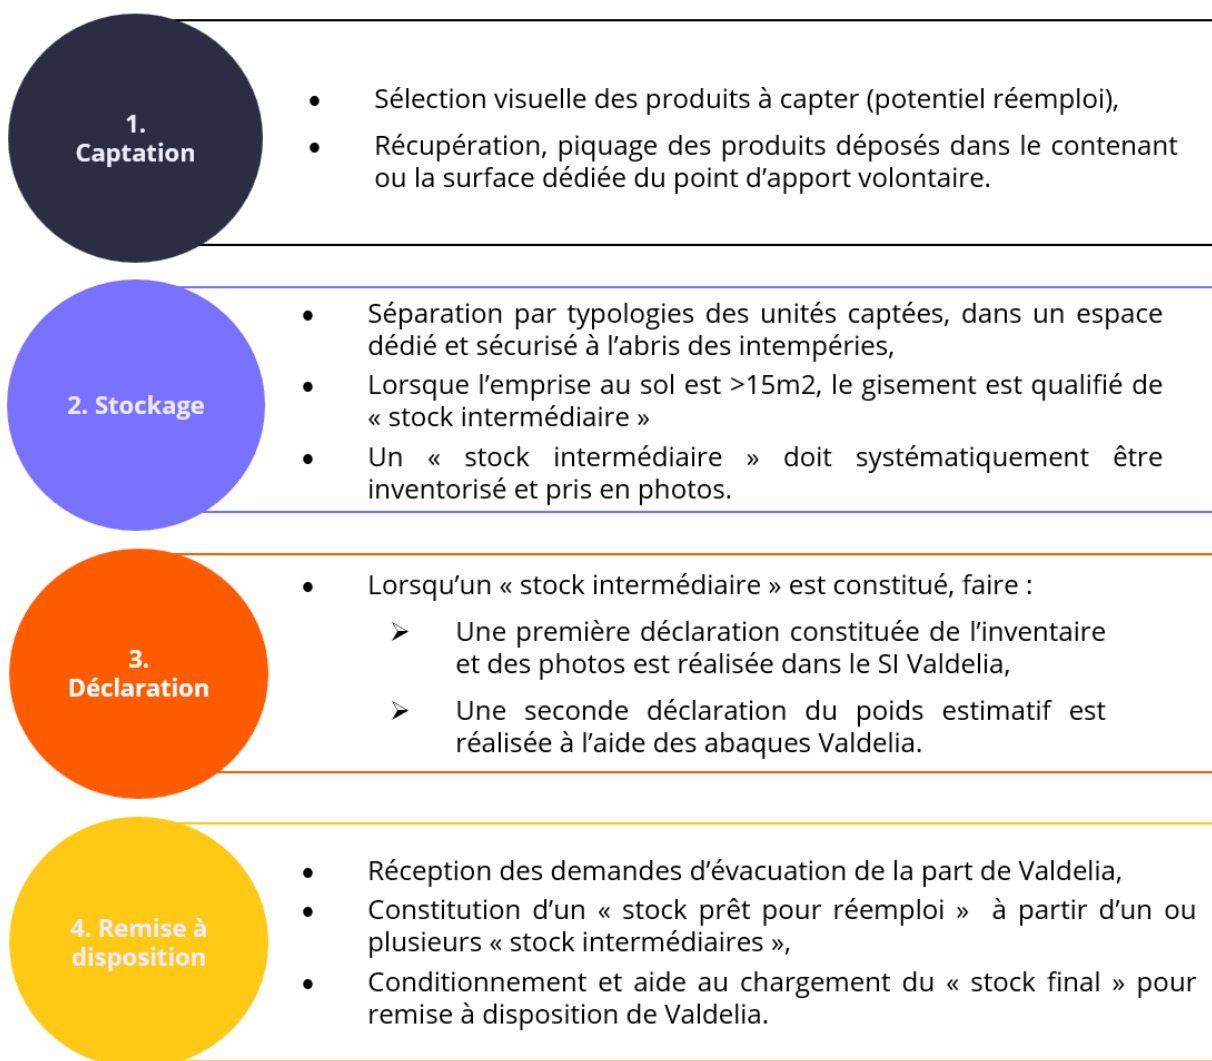 1.
Captation
• Sélection visuelle des produits à capter (potentiel réemploi),
• Récupération, piquage des produits déposés dans le contenant
ou la surface dédiée du point d’apport volontaire.
2. Stockage
• Séparation par typologies des unités captées, dans un espace
dédié et sécurisé à l’abris des intempéries,
• Lorsque l’emprise au sol est >15m2, le gisement est qualifié de
« stock intermédiaire »
• Un « stock intermédiaire » doit systématiquement être
inventorisé et pris en photos.
3.
Déclaration
• Lorsqu’un « stock intermédiaire » est constitué, faire :
➢ Une première déclaration constituée de l’inventaire
et des photos est réalisée dans le SI Valdelia,
➢ Une seconde déclaration du poids estimatif est
réalisée à l’aide des abaques Valdelia.
4. Remise à
disposition
• Réception des demandes d’évacuation de la part de Valdelia,
• Constitution d’un « stock prêt pour réemploi » à partir d’un ou
plusieurs « stock intermédiaires »,
• Conditionnement et aide au chargement du « stock final » pour
remise à disposition de Valdelia.